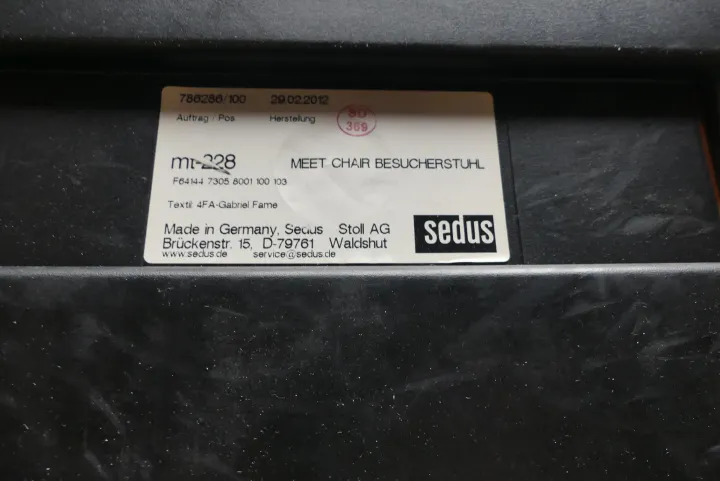 786286/100 29.02.2012
Auftrag / Pos Herstellung
SD
369
mt-228 MEET CHAIR BESUCHERSTUHL
F64144 7305 8001 100 103
Textil: 4FA-Gabriel Fame
Made in Germany, Sedus Stoll AG
Brückenstr. 15, D-79761 Waldshut
www.sedus.de service@sedus.de
sedus